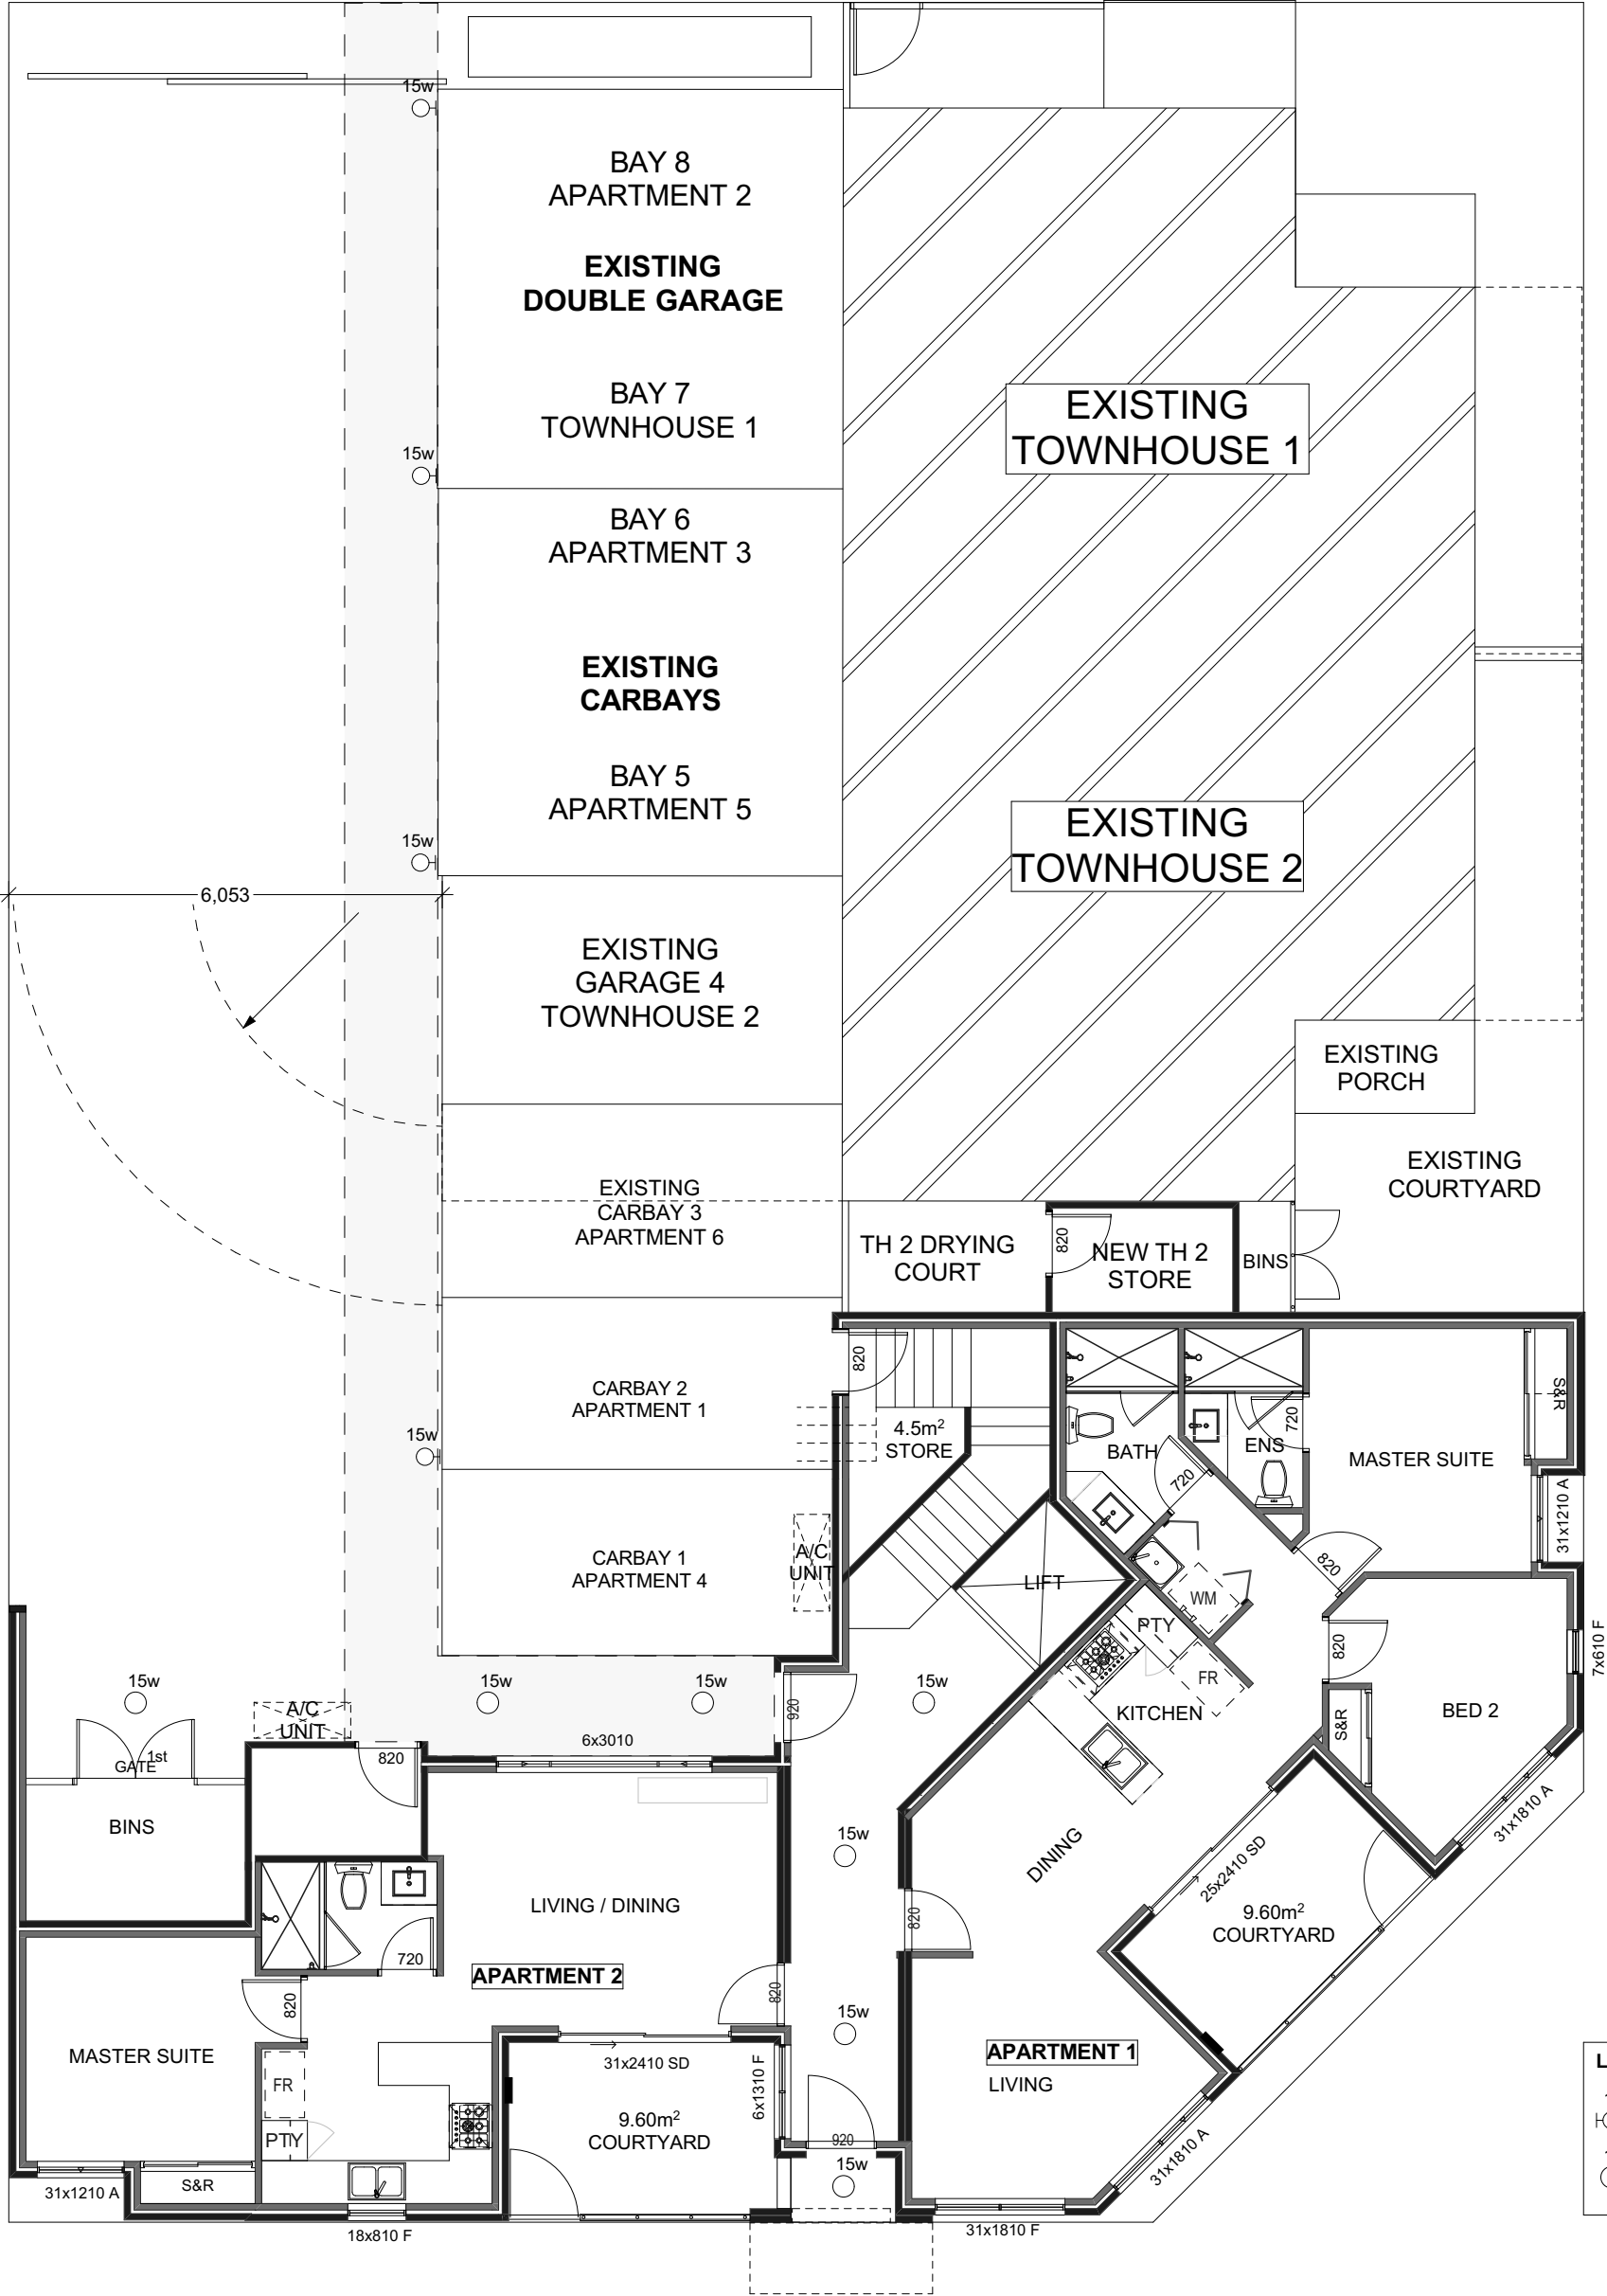 15w
BAY 8
APARTMENT 2
EXISTING
DOUBLE GARAGE
BAY 7
TOWNHOUSE 1
EXISTING
TOWNHOUSE 1
15w
BAY 6
APARTMENT 3
EXISTING
CARBAYS
BAY 5
APARTMENT 5
EXISTING
TOWNHOUSE 2
15w
6,053
EXISTING
GARAGE 4
TOWNHOUSE 2
EXISTING
PORCH
EXISTING
COURTYARD
EXISTING
CARBAY 3
APARTMENT 6
TH 2 DRYING
COURT
820
NEW TH 2
STORE
BINS
820
CARBAY 2
APARTMENT 1
15w
4.5m²
STORE
BATH
720
ENS
720
MASTER SUITE
S&R
31x1210 A
CARBAY 1
APARTMENT 4
A/C
UNIT
LIFT
WM
820
PTY
FR
KITCHEN
820
S&R
BED 2
7x610 F
31x1810 A
15w
A/C
UNIT
15w
15w
15w
920
GATE
1st
820
6x3010
BINS
15w
DINING
25x2410 SD
9.60m²
COURTYARD
LIVING / DINING
820
720
APARTMENT 2
820
820
15w
MASTER SUITE
FR
PTY
31x2410 SD
6x1310 F
9.60m²
COURTYARD
APARTMENT 1
LIVING
L
920
15w
31x1810 A
31x1210 A
S&R
18x810 F
31x1810 F